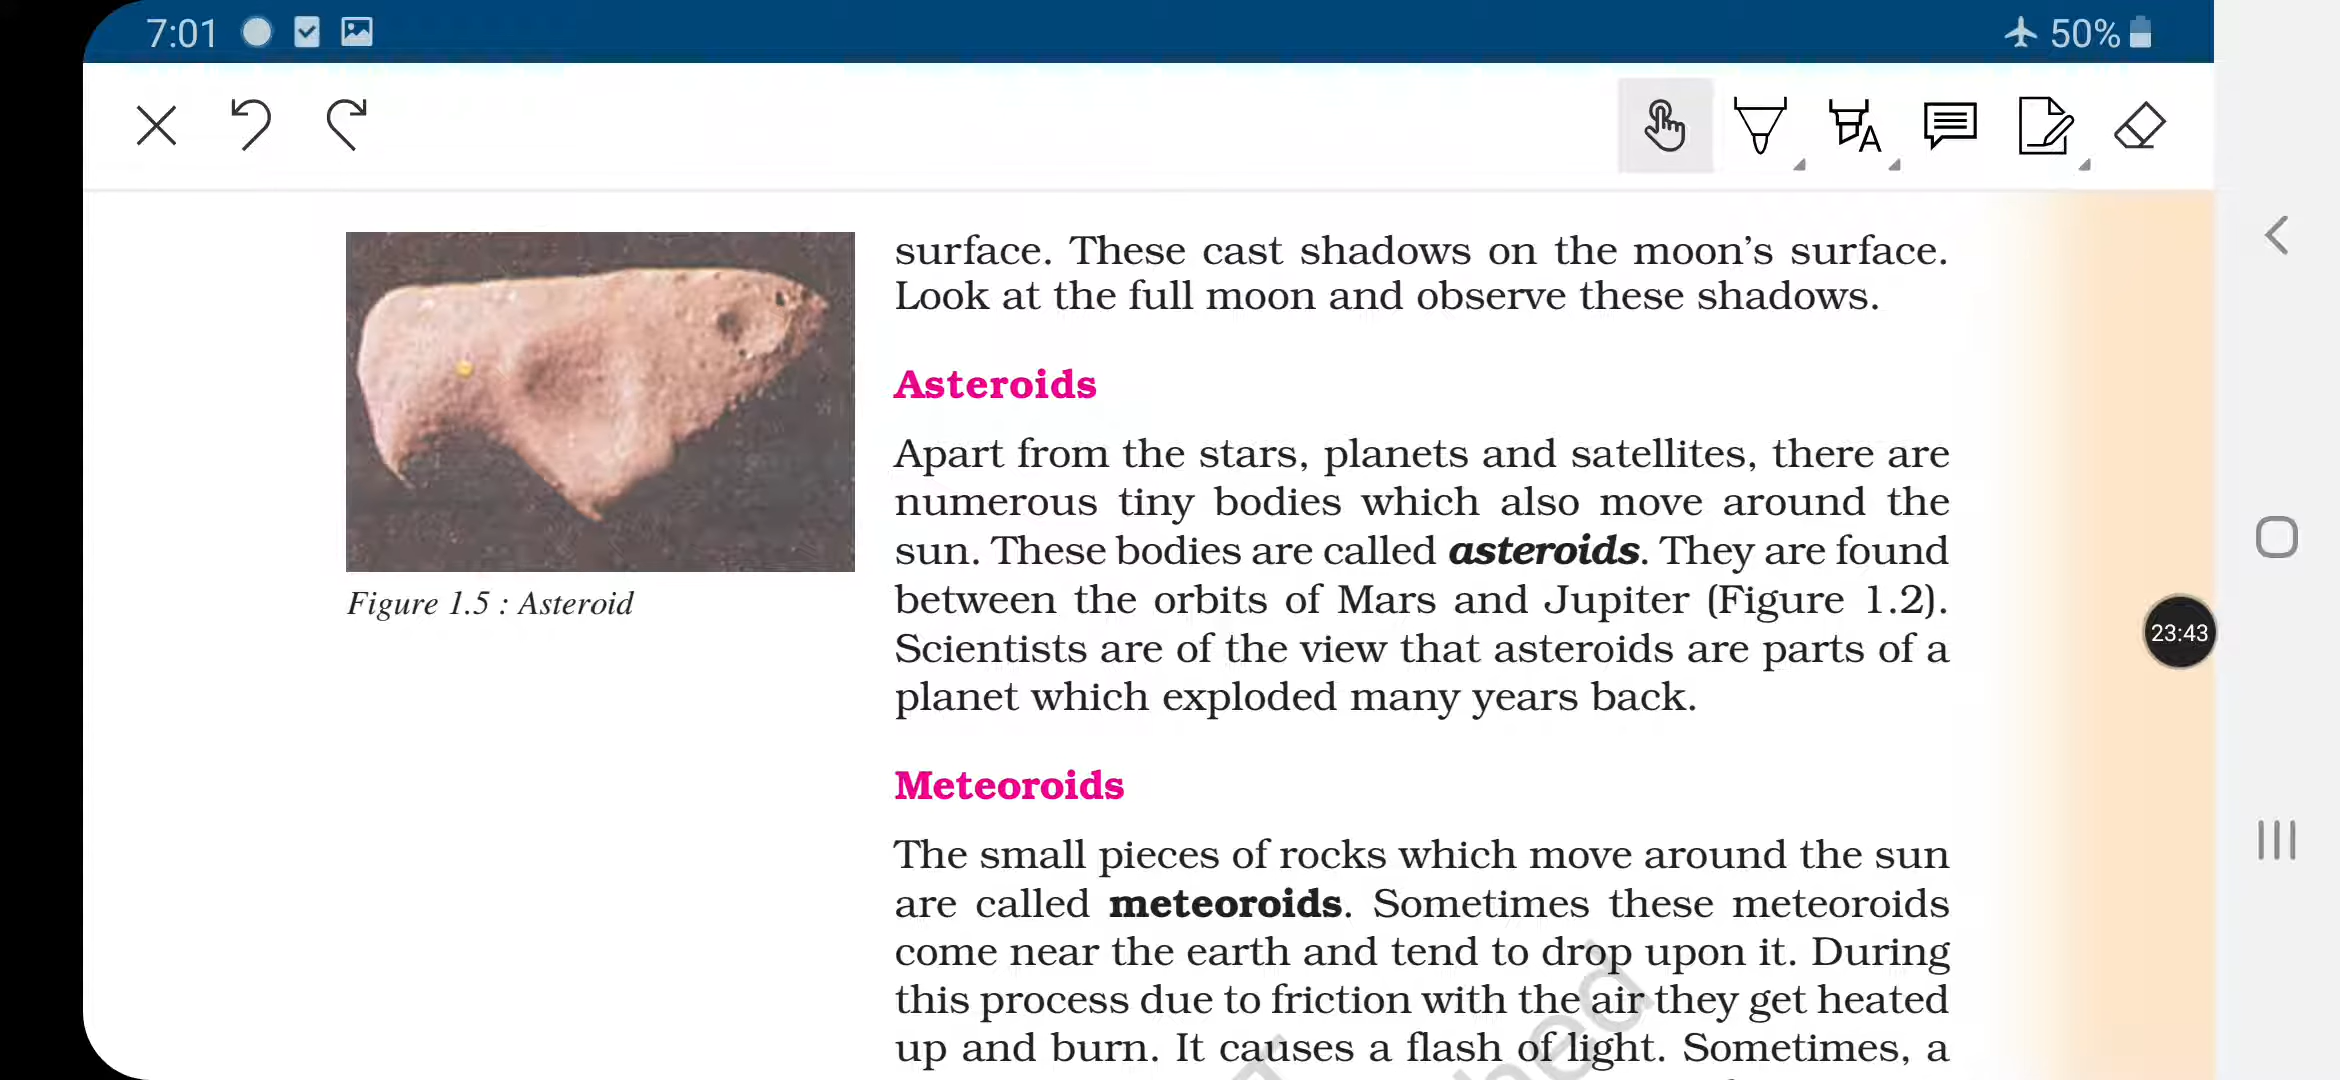 7:01
50%
surface. These cast shadows on the moon's surface.
Look at the full moon and observe these shadows.
Asteroids
Apart from the stars, planets and satellites, there are
numerous tiny bodies which also move around the
sun. These bodies are called asteroids. They are found
between the orbits of Mars and Jupiter (Figure 1.2).
Scientists are of the view that asteroids are parts of a
planet which exploded many years back.
Figure 1.5 : Asteroid
23:43
Meteoroids
The small pieces of rocks which move around the sun
are called meteoroids. Sometimes these meteoroids
come near the earth and tend to drop upon it. During
this process due to friction with the air they get heated
up and burn. It causes a flash of light. Sometimes, a